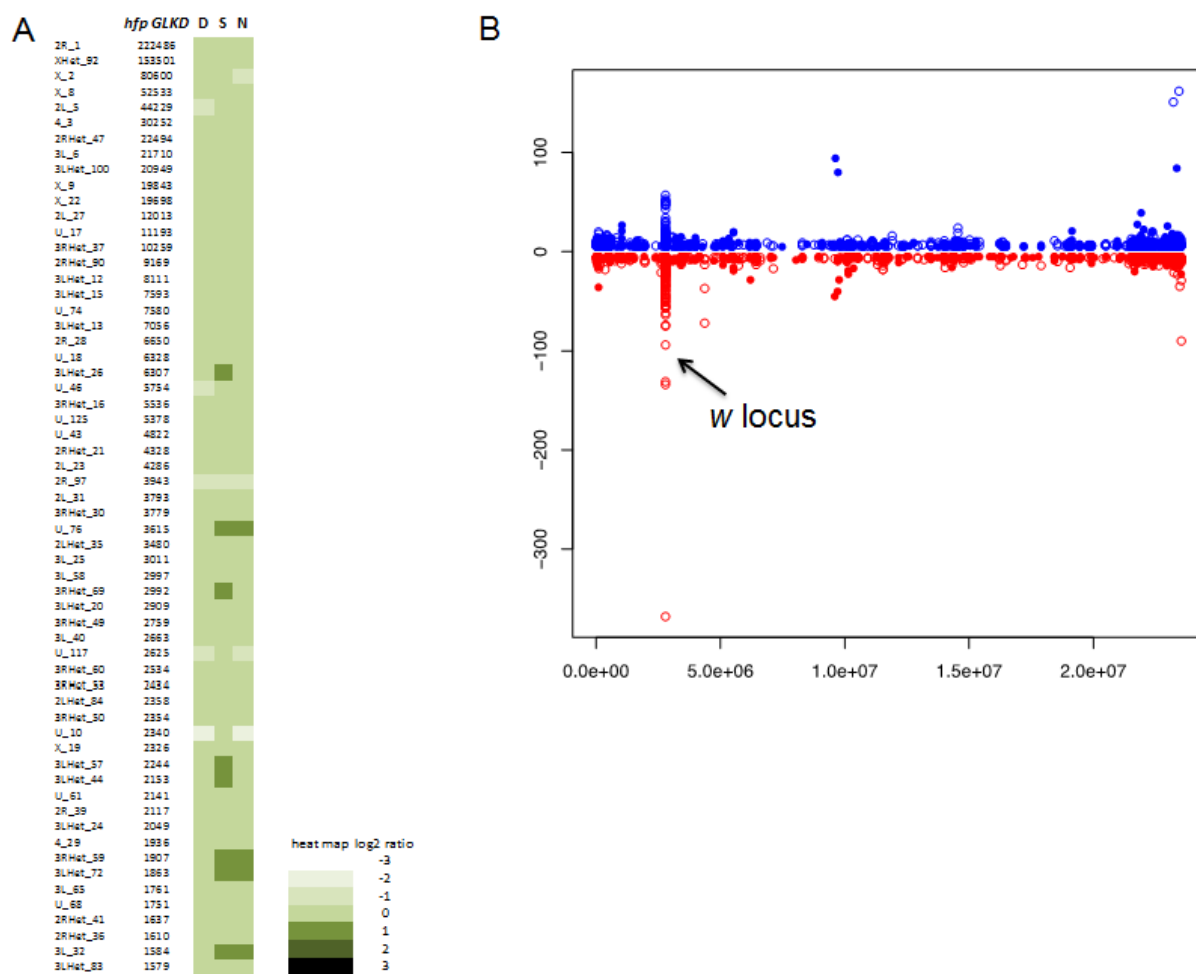 A
hfp GLKD D S N
2R_1 222486
XHet_92 153501
X_2 80600
X_8 52533
2L_5 44229
4_3 30252
2RHet_47 22494
3L_6 21710
3LHet_100 20949
X_9 19843
X_22 19698
2L_27 12013
U_17 11193
3RHet_37 10259
2RHet_90 9169
3LHet_12 8111
3LHet_15 7593
U_74 7580
3LHet_13 7056
2R_28 6650
U_18 6328
3LHet_26 6307
U_46 5754
3RHet_16 5536
U_125 5378
U_43 4822
2RHet_21 4328
2L_23 4286
2R_97 3943
2L_31 3793
3RHet_30 3779
U_76 3615
2LHet_35 3480
3L_25 3011
3L_58 2997
3RHet_69 2992
3LHet_20 2909
3RHet_49 2759
3L_40 2663
U_117 2625
3RHet_60 2534
3RHet_53 2434
2LHet_84 2358
3RHet_50 2354
U_10 2340
X_19 2326
3LHet_57 2244
3LHet_44 2153
U_61 2141
2R_39 2117
3LHet_24 2049
4_29 1936
3RHet_59 1907
3LHet_72 1863
3L_65 1761
U_68 1751
2RHet_41 1637
2RHet_36 1610
3L_32 1584
3LHet_83 1579
heat map log2 ratio
-3
-2
-1
0
1
2
3
B
100
0
-100
-200
-300
w locus
0.0e+00 5.0e+06 1.0e+07 1.5e+07 2.0e+07